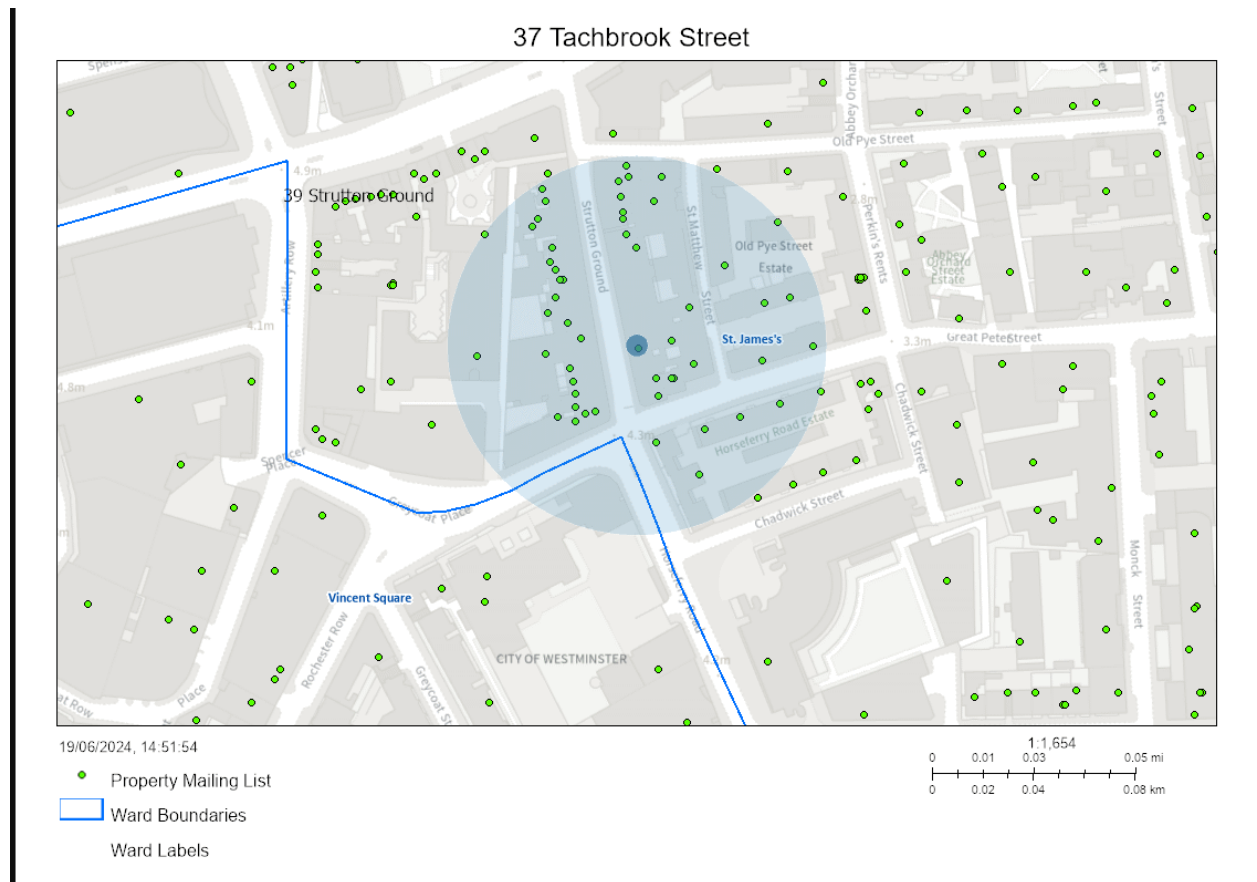 37 Tachbrook Street
Spens
Abbey Orchar
Street
's
Old Pye Street
4.9m
39 Strutton Ground
2.8m
Strutton Ground
St Matthew
Street
Perkin's Rents
Old Pye Street
Estate
Abbey
Orchard
Street
Estate
Artillery Row
4.1m
St. James's
3.3m
Great Peter Street
4.8m
4.3m
Horseferry Road Estate
Chadwick Street
Spencer
Place
Greycoat Place
Chadwick Street
m
Monck
Street
Vincent Square
Horseferry Road
Rochester Row
CITY OF WESTMINSTER
Greycoat St
Place
at Row
19/06/2024, 14:51:54
1:1,654
0 0.01 0.03 0.05 mi
0 0.02 0.04 0.08 km
Property Mailing List
Ward Boundaries
Ward Labels